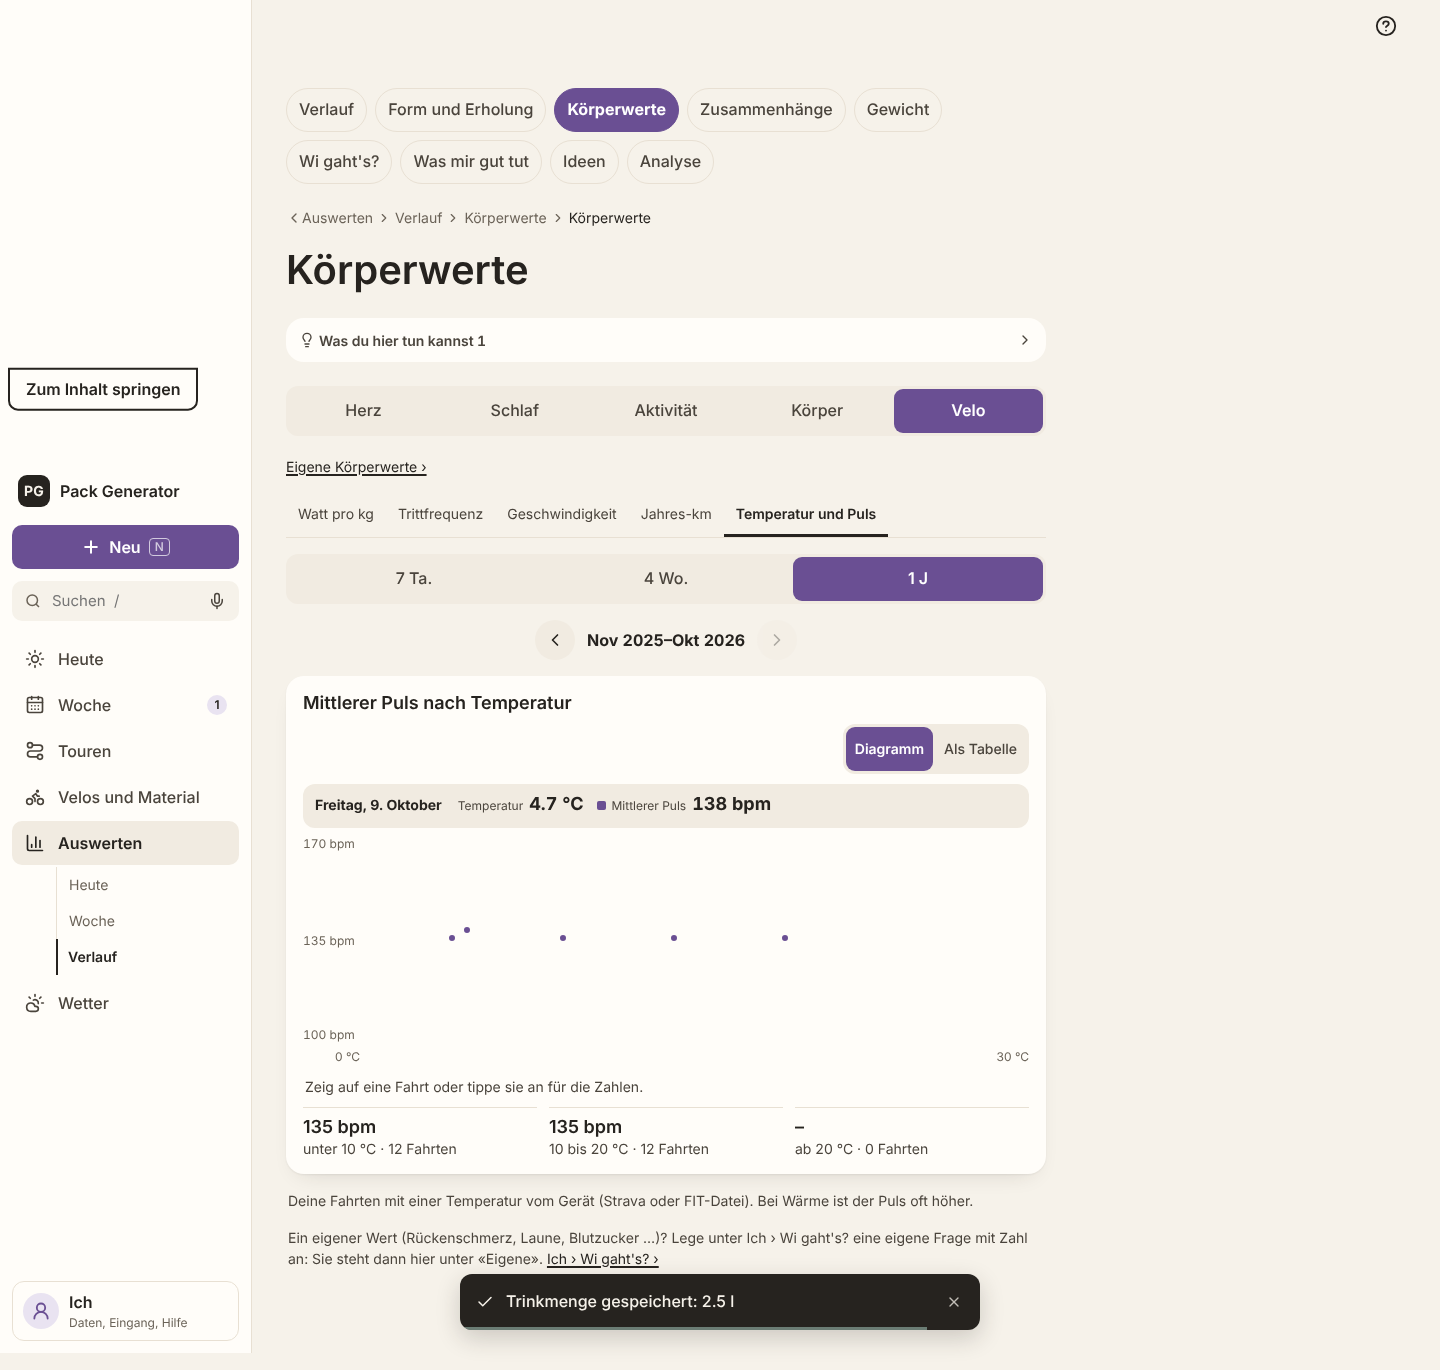 Verlauf
Form und Erholung
Körperwerte
Zusammenhänge
Gewicht
Wi gaht's?
Was mir gut tut
Ideen
Analyse
Auswerten
Verlauf
Körperwerte
Körperwerte
Körperwerte
Was du hier tun kannst 1
Zum Inhalt springen
Herz
Schlaf
Aktivität
Körper
Velo
Eigene Körperwerte ›
PG
Pack Generator
Neu N
Suchen /
Heute
Woche 1
Touren
Velos und Material
Auswerten
Heute
Woche
Verlauf
Wetter
Ich
Daten, Eingang, Hilfe
Watt pro kg
Trittfrequenz
Geschwindigkeit
Jahres-km
Temperatur und Puls
7 Ta.
4 Wo.
1 J
Nov 2025–Okt 2026
Mittlerer Puls nach Temperatur
Diagramm
Als Tabelle
Freitag, 9. Oktober Temperatur 4.7 °C Mittlerer Puls 138 bpm
170 bpm
135 bpm
100 bpm
0 °C
30 °C
Zeig auf eine Fahrt oder tippe sie an für die Zahlen.
135 bpm
unter 10 °C · 12 Fahrten
135 bpm
10 bis 20 °C · 12 Fahrten
–
ab 20 °C · 0 Fahrten
Deine Fahrten mit einer Temperatur vom Gerät (Strava oder FIT-Datei). Bei Wärme ist der Puls oft höher.
Ein eigener Wert (Rückenschmerz, Laune, Blutzucker …)? Lege unter Ich › Wi gaht's? eine eigene Frage mit Zahl
an: Sie steht dann hier unter «Eigene». Ich › Wi gaht's? ›
Trinkmenge gespeichert: 2.5 l